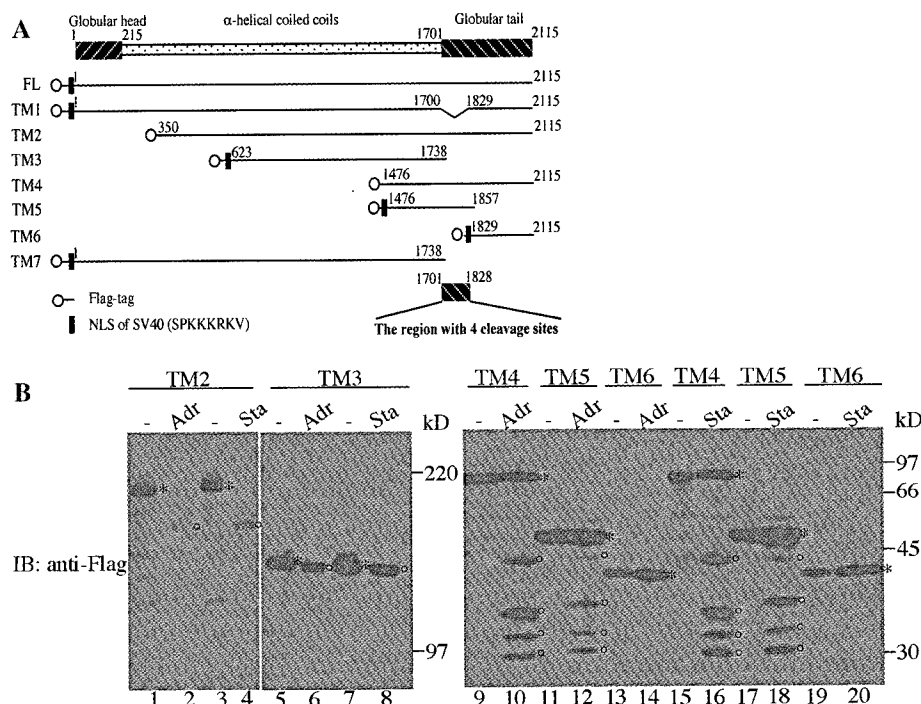 A
Globular head
α-helical coiled coils
Globular tail
1 215 1701 2115
FL 1 2115
TM1 1 1700 1829 2115
TM2 350 2115
TM3 623 1738
TM4 1476 2115
TM5 1476 1857
TM6 1829 2115
TM7 1 1738
1701 1828
Flag-tag
NLS of SV40 (SPKKKRKV)
The region with 4 cleavage sites
B
TM2 TM3 TM4 TM5 TM6 TM4 TM5 TM6
- Adr - Sta - Adr - Sta kD - Adr - Adr - Adr - Sta - Sta - Sta kD
220
97
66
45
30
97
IB: anti-Flag
1 2 3 4 5 6 7 8 9 10 11 12 13 14 15 16 17 18 19 20